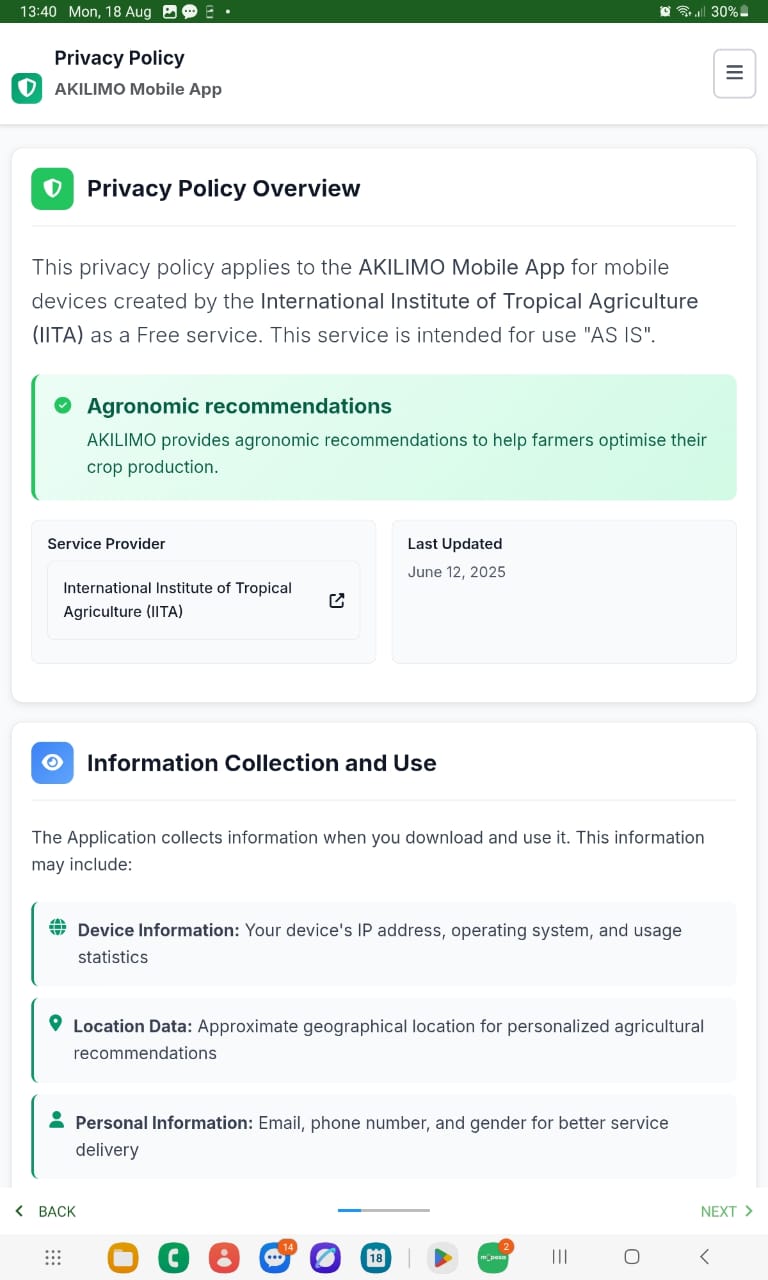 13:40 Mon, 18 Aug
30%
Privacy Policy
AKILIMO Mobile App
Privacy Policy Overview
This privacy policy applies to the AKILIMO Mobile App for mobile
devices created by the International Institute of Tropical Agriculture
(IITA) as a Free service. This service is intended for use "AS IS".
Agronomic recommendations
AKILIMO provides agronomic recommendations to help farmers optimise their
crop production.
Service Provider
International Institute of Tropical
Agriculture (IITA)
Last Updated
June 12, 2025
Information Collection and Use
The Application collects information when you download and use it. This information
may include:
Device Information: Your device's IP address, operating system, and usage
statistics
Location Data: Approximate geographical location for personalized agricultural
recommendations
Personal Information: Email, phone number, and gender for better service
delivery
BACK
NEXT
14
18
2